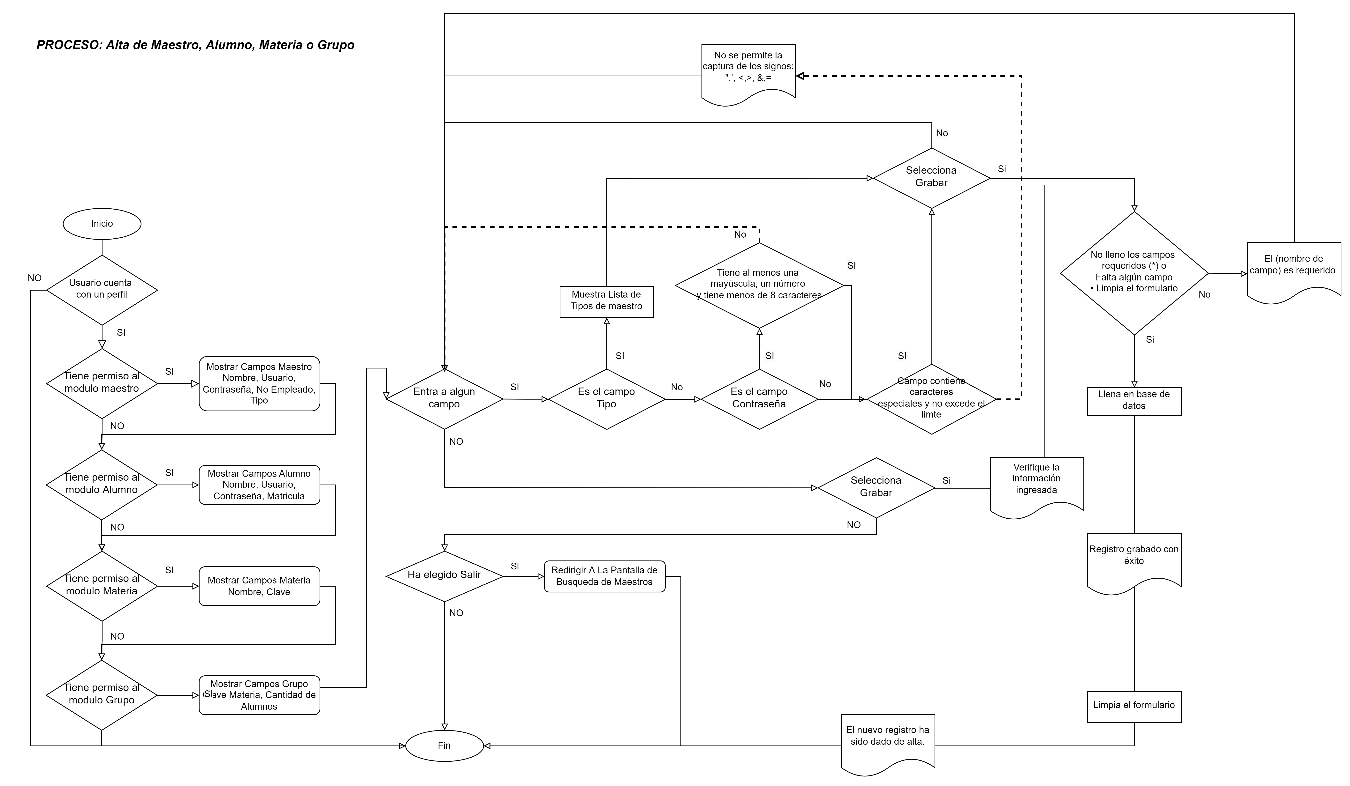 PROCESO: Alta de Maestro, Alumno, Materia o Grupo
No se permite la
captura de los signos:
",', <,>, &,=
No
Selecciona
Grabar
Si
Inicio
NO
Usuario cuenta
con un perfil
SI
Tiene permiso al
modulo maestro
SI
Mostrar Campos Maestro
Nombre, Usuario,
Contraseña, No Empleado,
Tipo
NO
Tiene permiso al
modulo Alumno
SI
Mostrar Campos Alumno
Nombre, Usuario,
Contraseña, Matricula
NO
Tiene permiso al
modulo Materia
SI
Mostrar Campos Materia
Nombre, Clave
NO
Tiene permiso al
modulo Grupo
SI
Mostrar Campos Grupo
Clave Materia, Cantidad de
Alumnos
Entra a algun
campo
SI
NO
Es el campo
Tipo
SI
No
Muestra Lista de
Tipos de maestro
Es el campo
Contraseña
SI
No
No
Tiene al menos una
mayúscula, un número
y tiene menos de 8 caracteres
SI
SI
Campo contiene
caracteres
especiales y no excede el
limte
Selecciona
Grabar
Si
NO
Verifique la
Información
ingresada
Ha elegido Salir
SI
NO
Redirigir A La Pantalla de
Busqueda de Maestros
Fin
No lleno los campos
requeridos (*) o
Falta algún campo
• Limpia el formulario
No
Si
El (nombre de
campo) es requerido
Llena en base de
datos
Registro grabado con
éxito
Limpia el formulario
El nuevo registro ha
sido dado de alta.